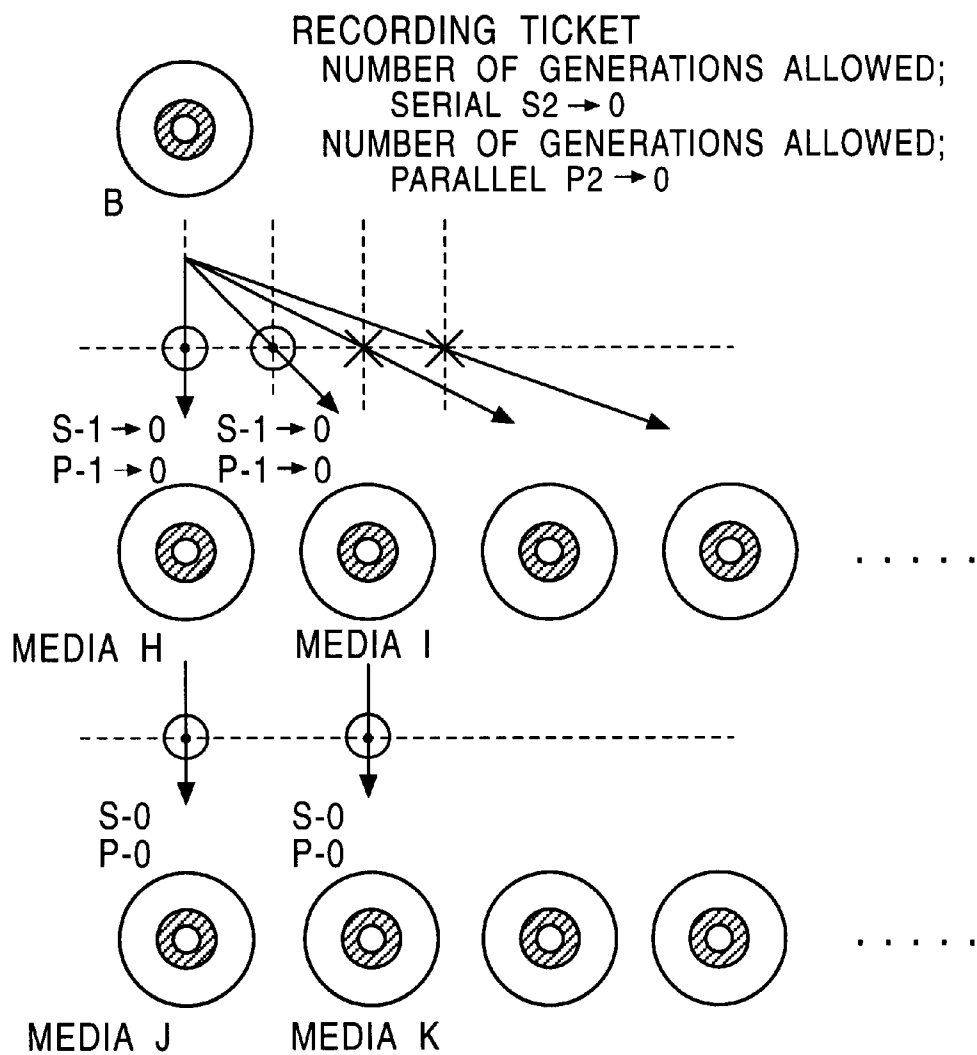 RECORDING TICKET
NUMBER OF GENERATIONS ALLOWED;
SERIAL S2→0
NUMBER OF GENERATIONS ALLOWED;
PARALLEL P2→0
B
S-1→0 S-1→0
P-1→0 P-1→0
MEDIA H MEDIA I
S-0 S-0
P-0 P-0
MEDIA J MEDIA K